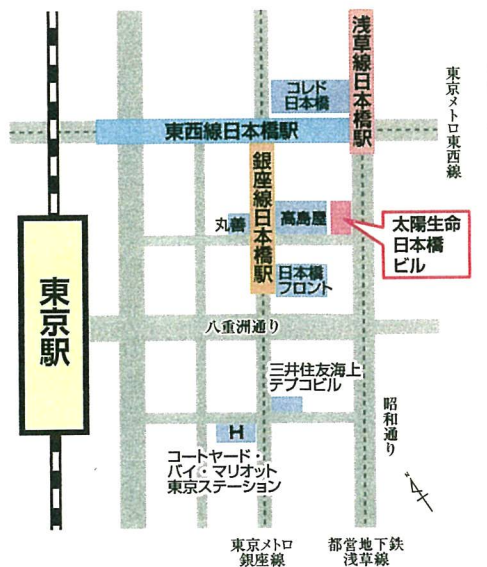 浅草線日本橋駅
コレド
日本橋
東京メトロ東西線
東西線日本橋駅
銀座線日本橋駅
丸善
高島屋
太陽生命
日本橋
ビル
日本橋
フロント
東京駅
八重洲通り
三井住友海上
テプコビル
昭和通り
H
コートヤード・
バイ・マリオット
東京ステーション
東京メトロ
銀座線
都営地下鉄
浅草線